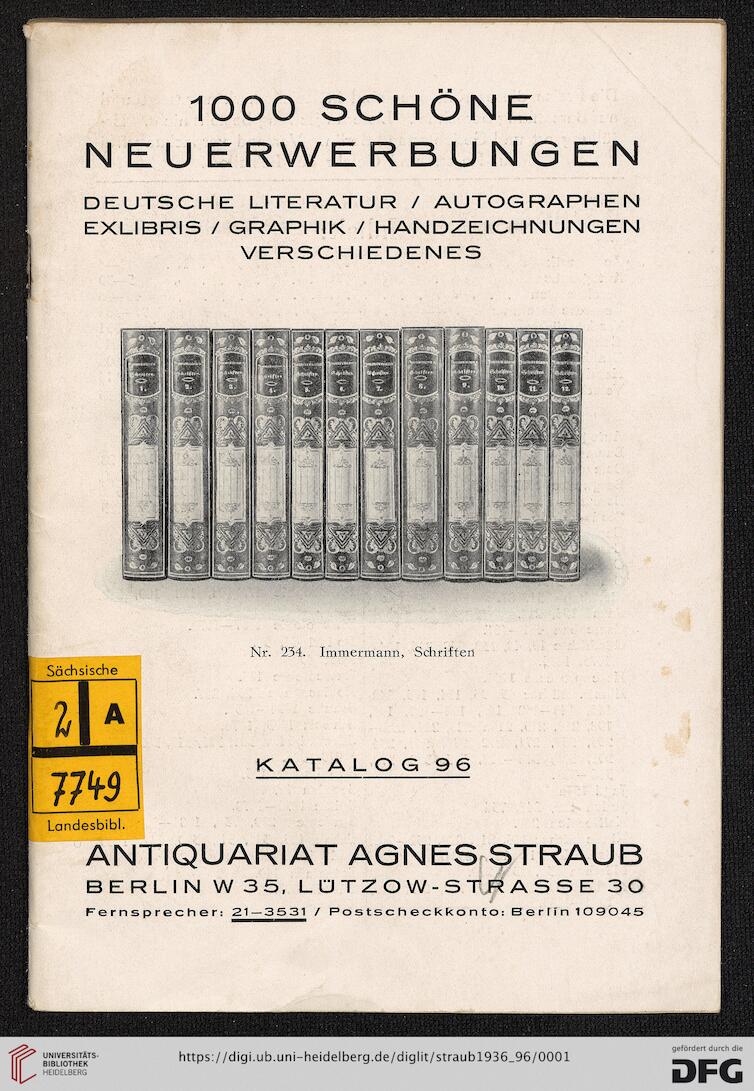 1000 SCHÖNE
NEUERWERBUNGEN
DEUTSCHE LITERATUR / AUTOGRAPHEN
EXLIBRIS / GRAPHIK / HANDZEICHNUNGEN
VERSCHIEDENES
Nr. 234. Immermann, Schriften
Sächsische
2 A
7749
Landesbibl.
KATALOG 96
ANTIQUARIAT AGNES STRAUB
BERLIN W 35, LÜTZOW-STRASSE 30
Fernsprecher: 21—3531 / Postscheckkonto: Berlin 109045
UNIVERSITÄTS-
BIBLIOTHEK
HEIDELBERG
https://digi.ub.uni-heidelberg.de/diglit/straub1936_96/0001
gefördert durch die
DFG